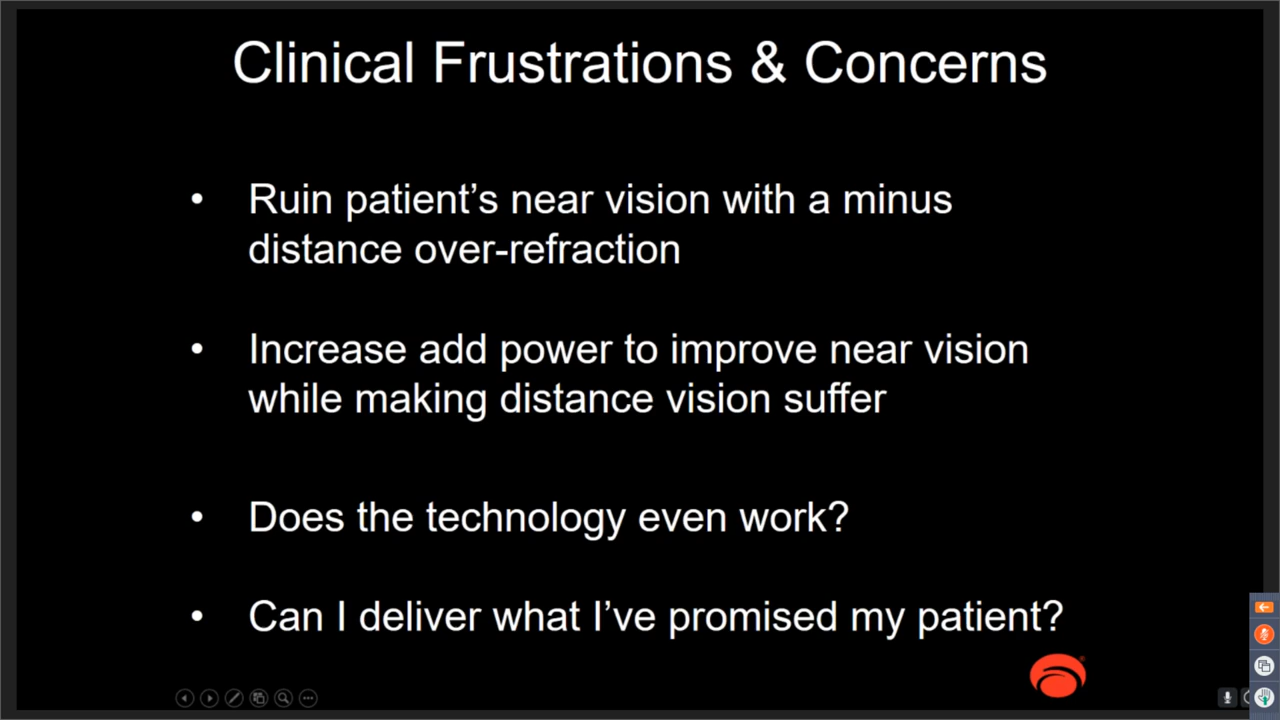 Clinical Frustrations & Concerns
• Ruin patient’s near vision with a minus
distance over-refraction
• Increase add power to improve near vision
while making distance vision suffer
• Does the technology even work?
• Can I deliver what I’ve promised my patient?